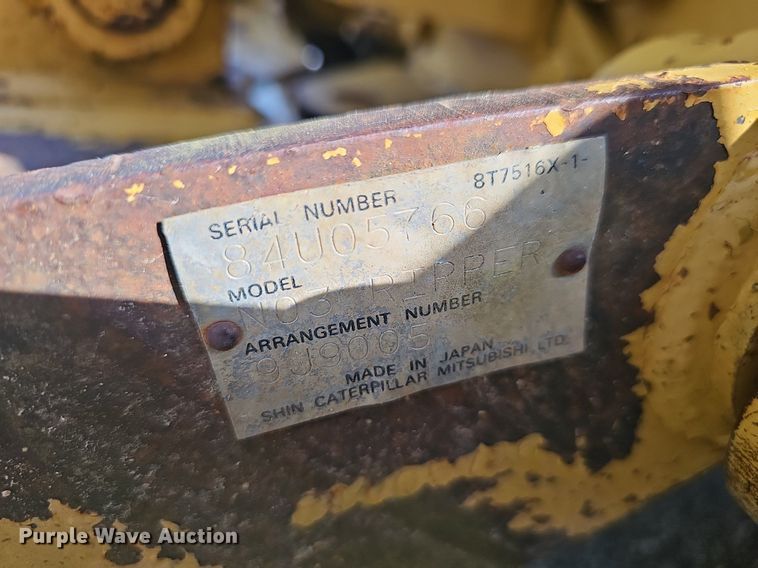 8T7516X-1-
SERIAL NUMBER
84U05766
MODEL
NO3 RIPPER
ARRANGEMENT NUMBER
9J9005
MADE IN JAPAN
SHIN CATERPILLAR MITSUBISHI, LTD.
Purple Wave Auction